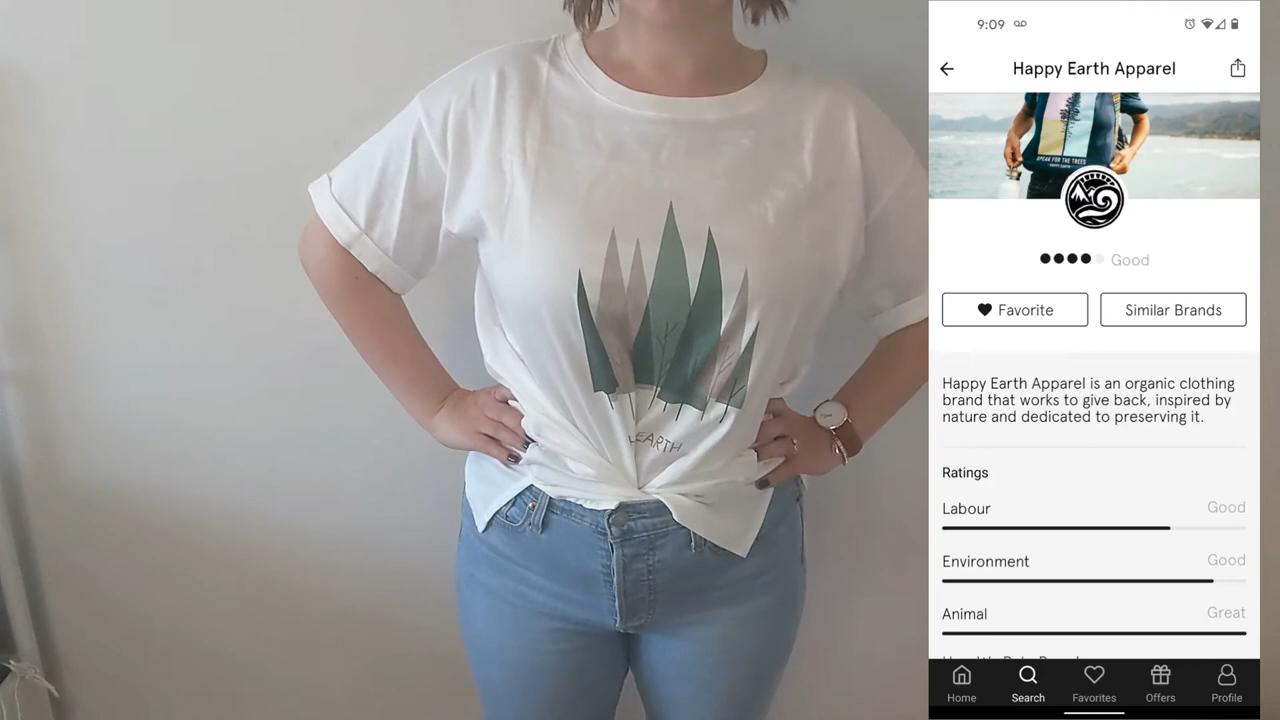 EARTH
9:09
Happy Earth Apparel
SPEAK FOR THE TREES
HAPPY EARTH
Good
Favorite
Similar Brands
Happy Earth Apparel is an organic clothing
brand that works to give back, inspired by
nature and dedicated to preserving it.
Ratings
Labour Good
Environment Good
Animal Great
Home Search Favorites Offers Profile